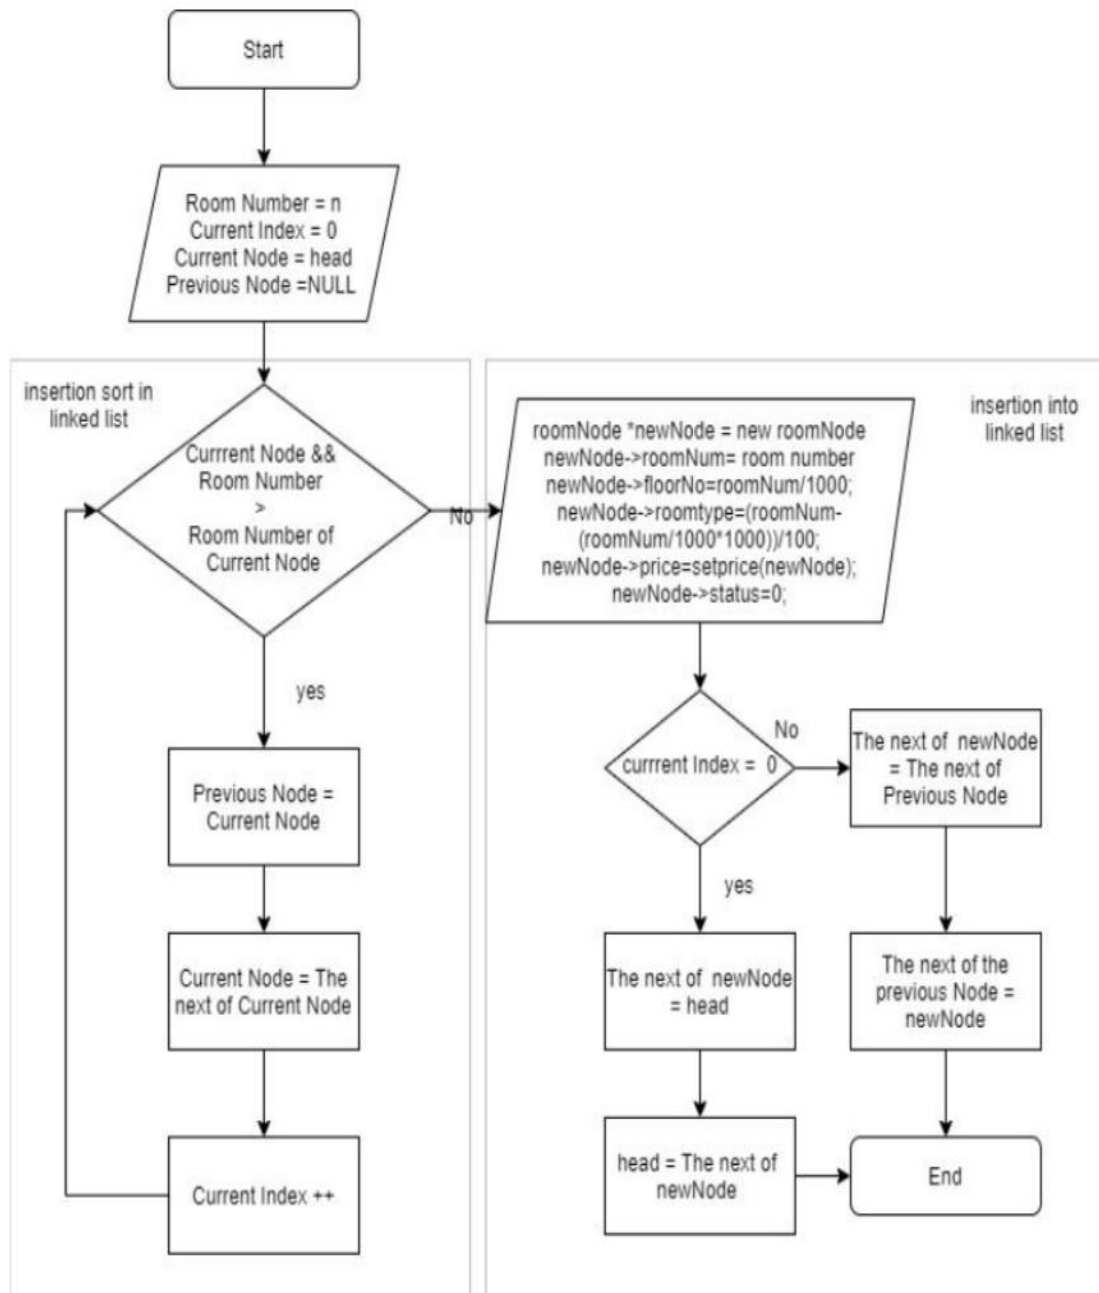 Start
Room Number = n
Current Index = 0
Current Node = head
Previous Node =NULL
insertion sort in
linked list
Currrent Node &&
Room Number
>
Room Number of
Current Node
No
yes
Previous Node =
Current Node
Current Node = The
next of Current Node
Current Index ++
insertion into
linked list
roomNode *newNode = new roomNode
newNode->roomNum= room number
newNode->floorNo=roomNum/1000;
newNode->roomtype=(roomNum-
(roomNum/1000*1000))/100;
newNode->price=setprice(newNode);
newNode->status=0;
currrent Index = 0
No
The next of newNode
= The next of
Previous Node
yes
The next of newNode
= head
The next of the
previous Node =
newNode
head = The next of
newNode
End